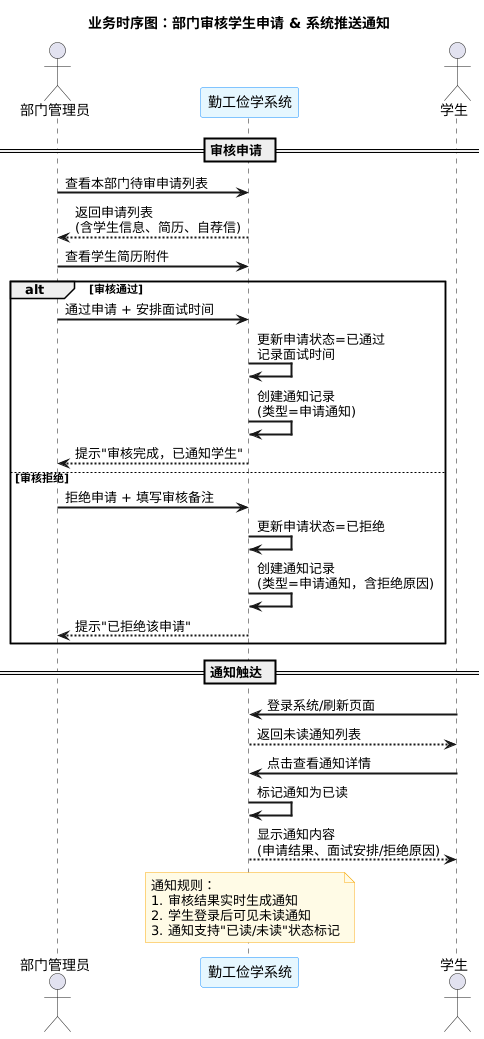 业务时序图：部门审核学生申请 & 系统推送通知
部门管理员
勤工俭学系统
学生
审核申请
查看本部门待审申请列表
返回申请列表
(含学生信息、简历、自荐信)
查看学生简历附件
alt
[审核通过]
通过申请 + 安排面试时间
更新申请状态=已通过
记录面试时间
创建通知记录
(类型=申请通知)
提示"审核完成，已通知学生"
[审核拒绝]
拒绝申请 + 填写审核备注
更新申请状态=已拒绝
创建通知记录
(类型=申请通知，含拒绝原因)
提示"已拒绝该申请"
通知触达
登录系统/刷新页面
返回未读通知列表
点击查看通知详情
标记通知为已读
显示通知内容
(申请结果、面试安排/拒绝原因)
通知规则：
1. 审核结果实时生成通知
2. 学生登录后可见未读通知
3. 通知支持"已读/未读"状态标记
部门管理员
勤工俭学系统
学生